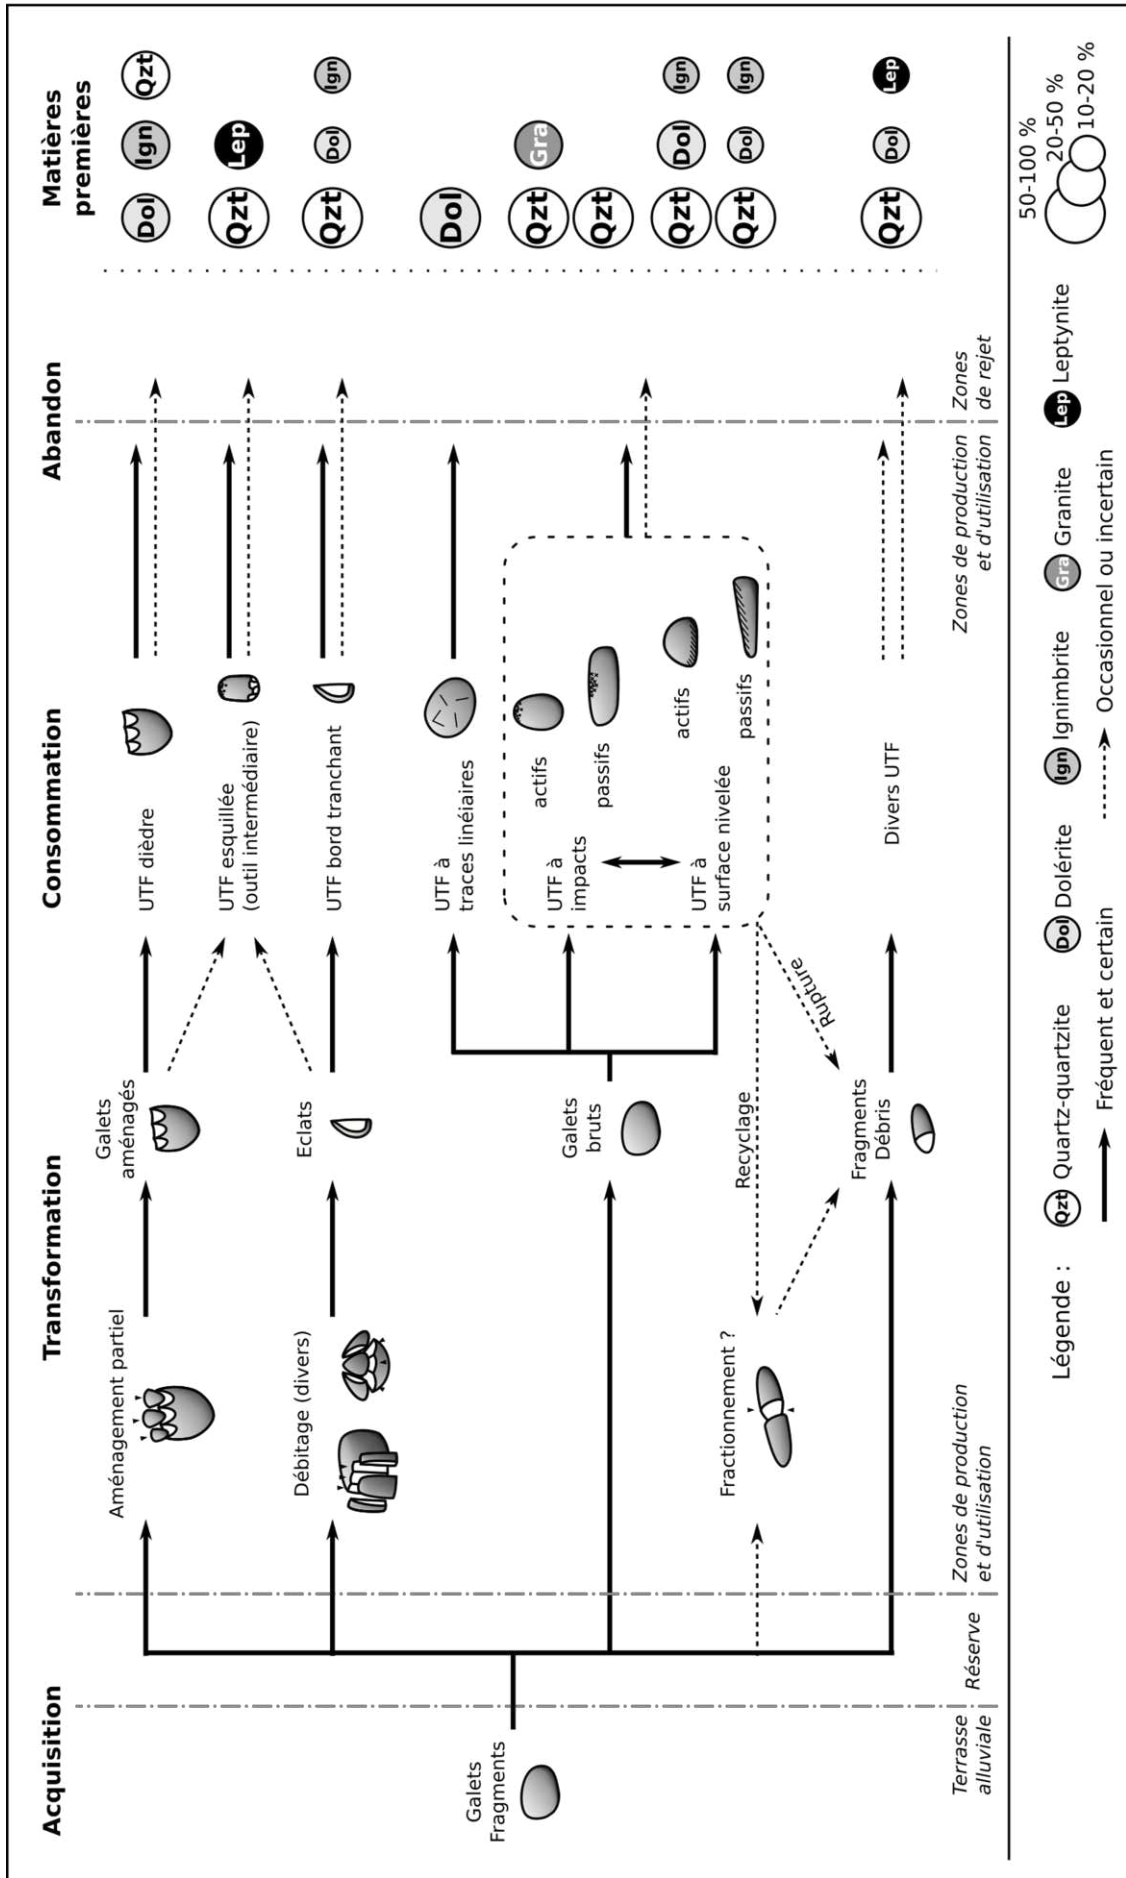 Acquisition
Transformation
Consommation
Abandon
Matières
premières
Galets
Fragments
Aménagement partiel
Galets
aménagés
UTF dièdre
Dol
Ign
Qzt
UTF esquillée
(outil intermédiaire)
Qzt
Lep
Débitage (divers)
Eclats
UTF bord tranchant
Qzt
Dol
Ign
UTF à
traces linéiaires
Dol
Galets
bruts
UTF à
impacts
actifs
Qzt
Gra
passifs
Qzt
UTF à
surface nivelée
actifs
Qzt
Dol
Ign
passifs
Qzt
Dol
Ign
Recyclage
Rupture
Fractionnement ?
Fragments
Débris
Divers UTF
Qzt
Dol
Lep
Terrasse
alluviale
Réserve
Zones de production
et d'utilisation
Zones de production
et d'utilisation
Zones
de rejet
Légende :
Qzt Quartz-quartzite
Dol Dolérite
Ign Ignimbrite
Gra Granite
Lep Leptynite
50-100 %
20-50 %
10-20 %
Fréquent et certain
Occasionnel ou incertain